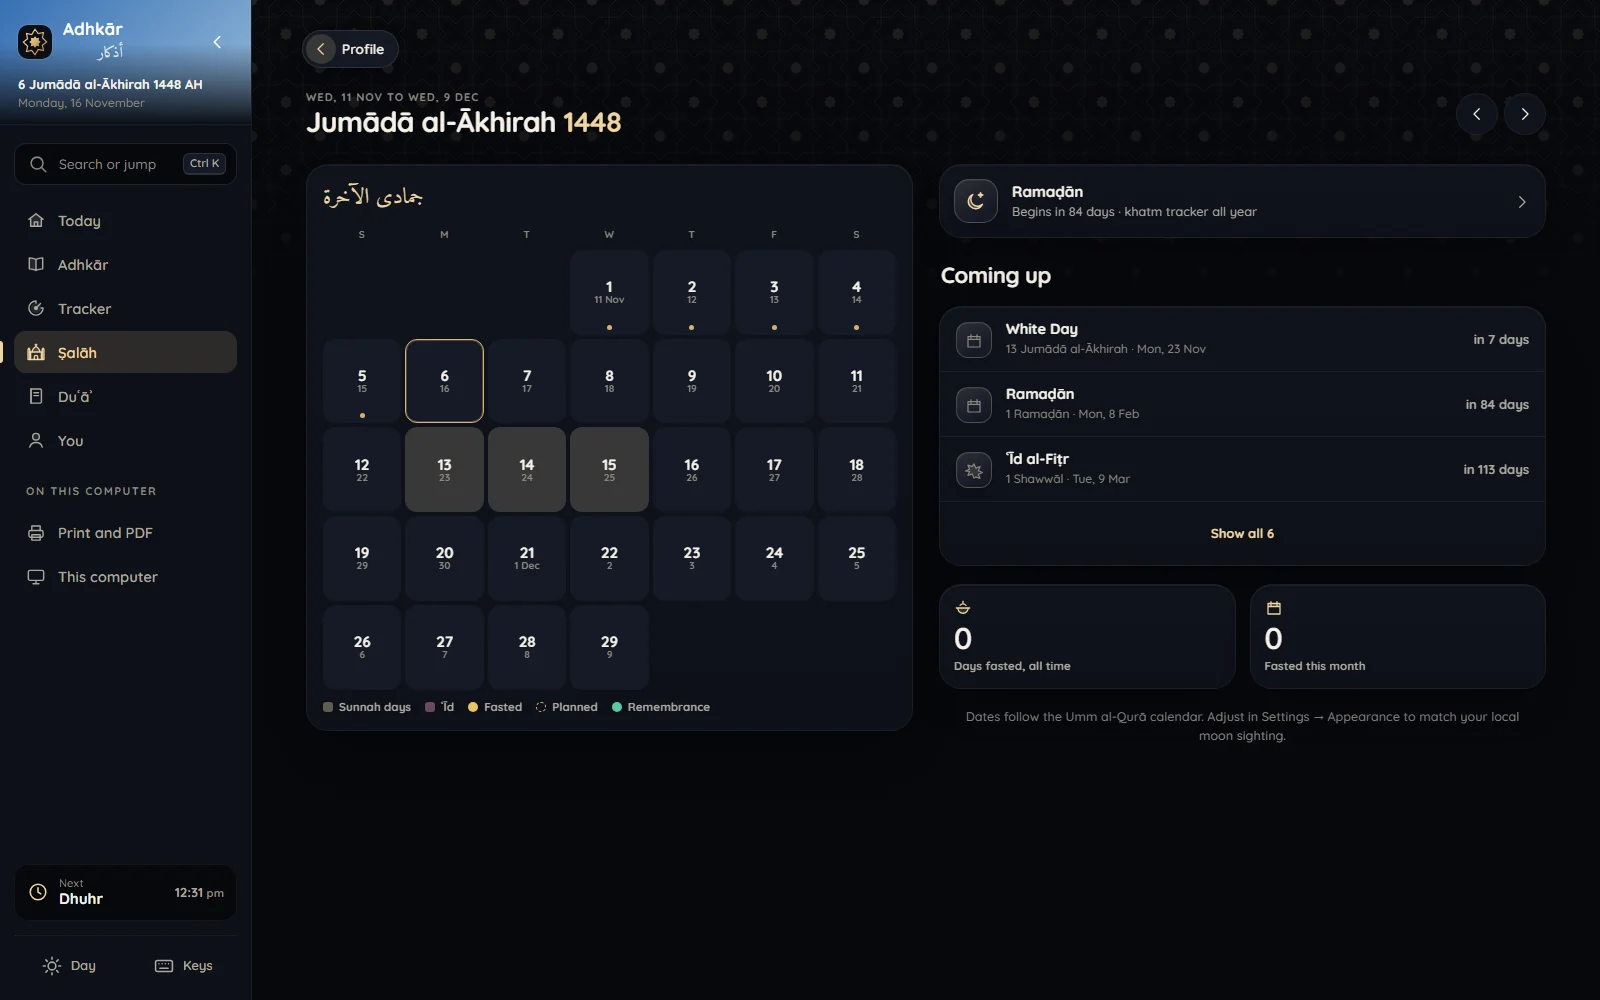 Adhkār
أذكار
6 Jumādā al-Ākhirah 1448 AH
Monday, 16 November
Search or jump
Ctrl K
Today
Adhkār
Tracker
Ṣalāh
Duʿāʾ
You
ON THIS COMPUTER
Print and PDF
This computer
Next
Dhuhr
12:31 pm
Day
Keys
Profile
WED, 11 NOV TO WED, 9 DEC
Jumādā al-Ākhirah 1448
جمادى الآخرة
S M T W T F S
1 2 3 4
11 Nov 12 13 14
5 6 7 8 9 10 11
15 16 17 18 19 20 21
12 13 14 15 16 17 18
22 23 24 25 26 27 28
19 20 21 22 23 24 25
29 30 1 Dec 2 3 4 5
26 27 28 29
6 7 8 9
Sunnah days ʿĪd Fasted Planned Remembrance
Ramaḍān
Begins in 84 days · khatm tracker all year
Coming up
White Day
13 Jumādā al-Ākhirah · Mon, 23 Nov
in 7 days
Ramaḍān
1 Ramaḍān · Mon, 8 Feb
in 84 days
ʿĪd al-Fiṭr
1 Shawwāl · Tue, 9 Mar
in 113 days
Show all 6
0
Days fasted, all time
0
Fasted this month
Dates follow the Umm al-Qurā calendar. Adjust in Settings → Appearance to match your local
moon sighting.